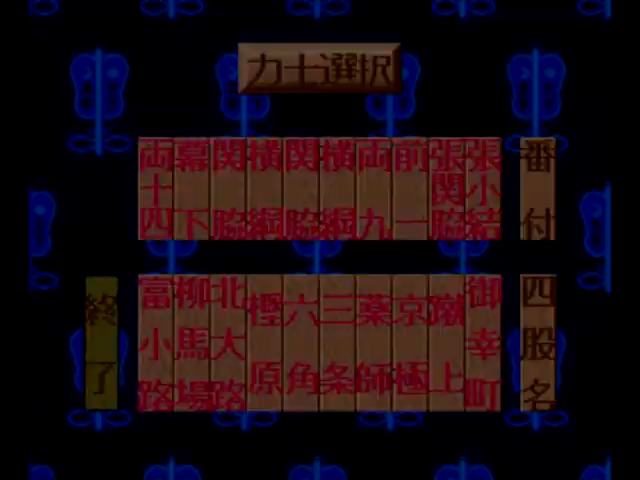 力士選択
番付
張小結
張関脇
前一
両九
横綱
関脇
横綱
関脇
幕下
両十四
四股名
御幸町
蹴上
京極
葉師
三条
六角
樫原
北大路
柳馬場
富小路
終了